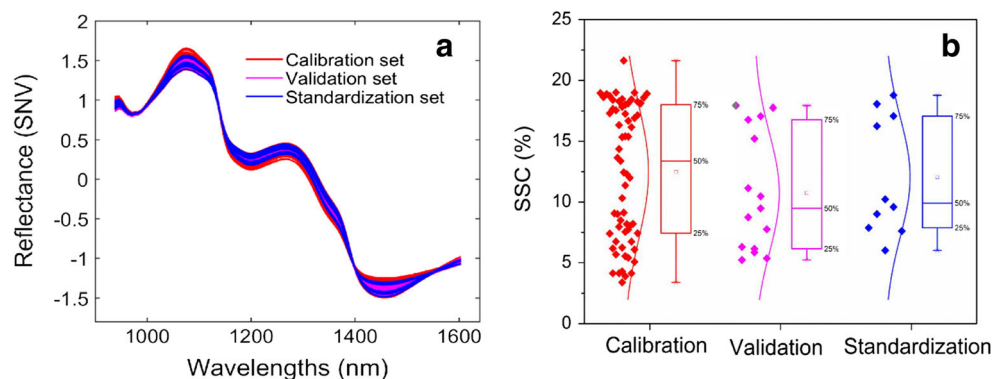 a
Reflectance (SNV)
2
1.5
1
0.5
0
-0.5
-1
-1.5
1000
1200
1400
1600
Wavelengths (nm)
Calibration set
Validation set
Standardization set
b
SSC (%)
25
20
15
10
5
0
75%
50%
25%
75%
50%
25%
75%
50%
25%
Calibration
Validation
Standardization